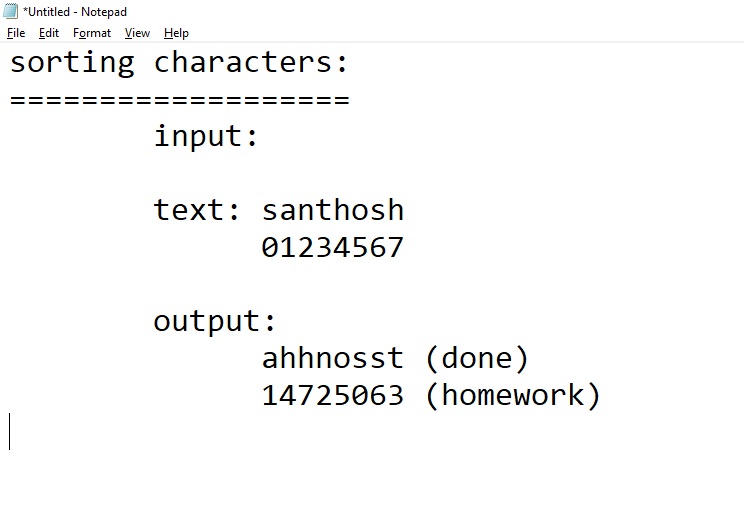 *Untitled - Notepad
File Edit Format View Help
sorting characters:
===================
input:
text: santhosh
01234567
output:
ahhnosst (done)
14725063 (homework)